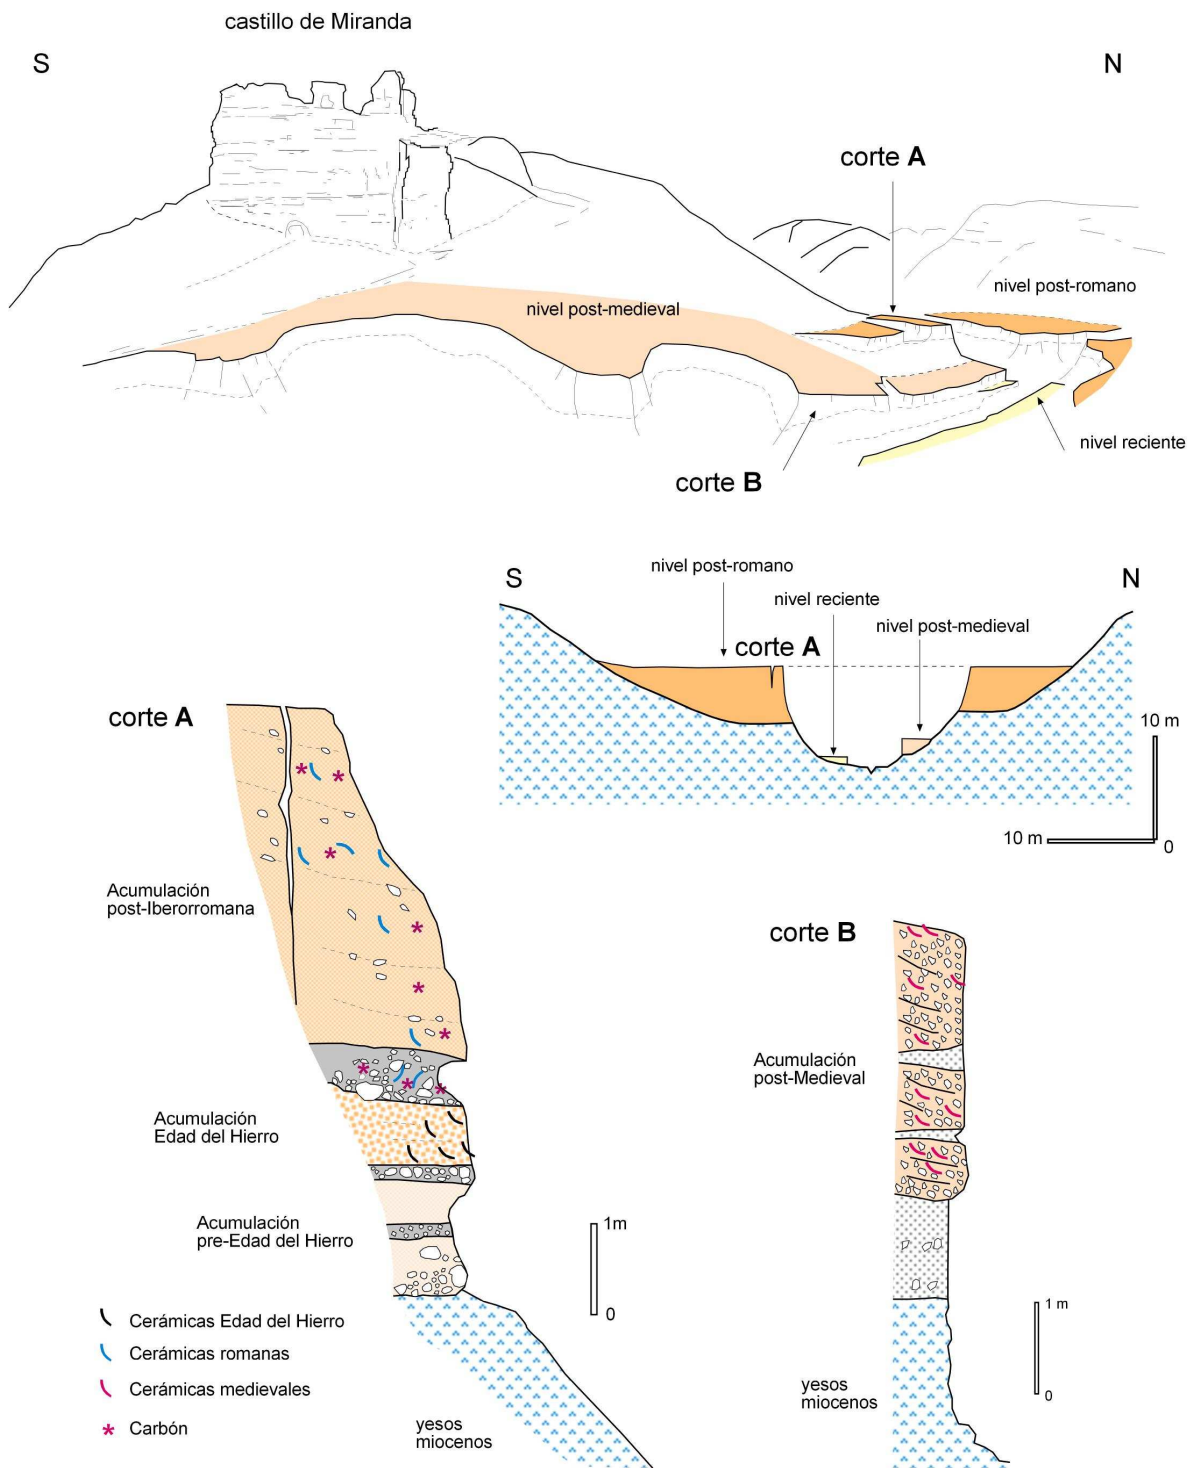 castillo de Miranda
S
N
corte A
nivel post-romano
nivel post-medieval
nivel reciente
corte B
nivel post-romano
S
N
nivel reciente
nivel post-medieval
corte A
10 m
10 m
0
corte A
Acumulación
post-Iberorromana
Acumulación
Edad del Hierro
Acumulación
pre-Edad del Hierro
1m
0
Cerámicas Edad del Hierro
Cerámicas romanas
Cerámicas medievales
Carbón
yesos
miocenos
corte B
Acumulación
post-Medieval
1 m
0
yesos
miocenos